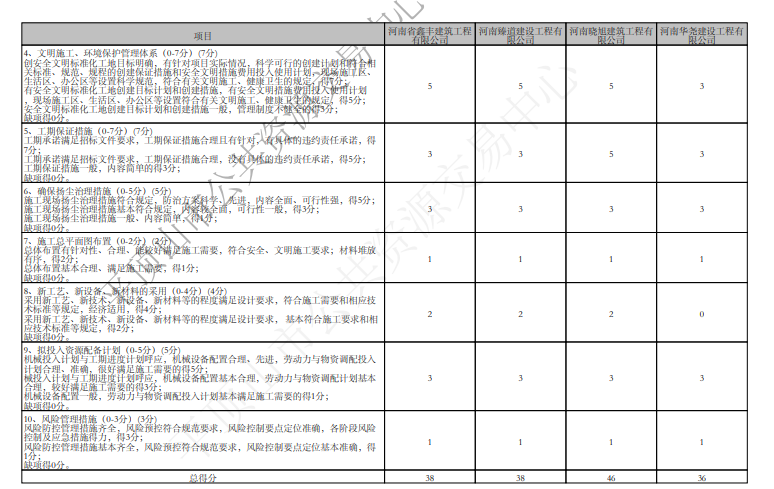 项目
河南省鑫丰建筑工程有限公司
河南臻道建设工程有限公司
河南晓旭建筑工程有限公司
河南华尧建设工程有限公司
4、文明施工、环境保护管理体系（0-7分）(7分)
创安全文明标准化工地目标明确，有针对项目实际情况，科学可行的创建计划和符合相
关标准、规范、规程的创建保证措施和安全文明措施费用投入使用计划，现场施工区、
生活区、办公区等设置科学规范，符合有关文明施工、健康卫生的规定，得7分；
有安全文明标准化工地创建目标计划和创建措施，有安全文明措施费用投入使用计划
，现场施工区、生活区、办公区等设置符合有关文明施工、健康卫生的规定，得5分；
安全文明标准化工地创建目标计划和创建措施一般，管理制度不健全的得3分；
缺项得0分。
5 5 5 3
5、工期保证措施（0-7分）(7分)
工期承诺满足招标文件要求，工期保证措施合理且有针对，有具体的违约责任承诺，得
7分；
工期承诺满足招标文件要求，工期保证措施合理，没有具体的违约责任承诺，得5分；
工期保证措施一般，内容简单的得3分；
缺项得0分。
3 3 5 3
6、确保扬尘治理措施（0-5分）(5分)
施工现场扬尘治理措施符合规定，防治方案科学、先进，内容全面、可行性强，得5分；
施工现场扬尘治理措施基本符合规定，内容较全面，可行性一般，得3分；
施工现场扬尘治理措施一般、内容简单，得1分；
缺项得0分。
3 3 3 3
7、施工总平面图布置（0-2分）(2分)
总体布置有针对性、合理，能较好满足施工需要，符合安全、文明施工要求；材料堆放
有序，得2分；
总体布置基本合理、满足施工需要，得1分；
缺项得0分。
1 1 1 1
8、新工艺、新设备、新材料的采用（0-4分）(4分)
采用新工艺、新技术、新设备、新材料等的程度满足设计要求，符合施工需要和相应技
术标准等规定，经济适用，得4分；
采用新工艺、新技术、新设备、新材料等的程度满足设计要求， 基本符合施工要求和相
应技术标准等规定，得2分；
缺项得0分。
2 2 2 0
9、拟投入资源配备计划（0-5分）(5分)
机械投入计划与工期进度计划呼应，机械设备配置合理、先进，劳动力与物资调配投入
计划合理、准确，很好满足施工需要的得5分；
械投入计划与工期进度计划呼应，机械设备配置基本合理，劳动力与物资调配计划基本
合理，较好满足施工需要的得3分；
机械设备配置一般，劳动力与物资调配投入计划基本满足施工需要的得1分；
缺项得0分。
3 3 3 3
10、风险管理措施（0-3分）(3分)
风险防控管理措施齐全，风险预控符合规范要求，风险控制要点定位准确，各阶段风险
控制及应急措施得力，得3分；
风险防控管理措施基本齐全，风险预控符合规范要求，风险控制要点定位基本准确，得
1分；
缺项得0分。
1 1 1 1
总得分 38 38 46 36
平顶山市公共资源交易中心
平顶山市公共资源交易中心